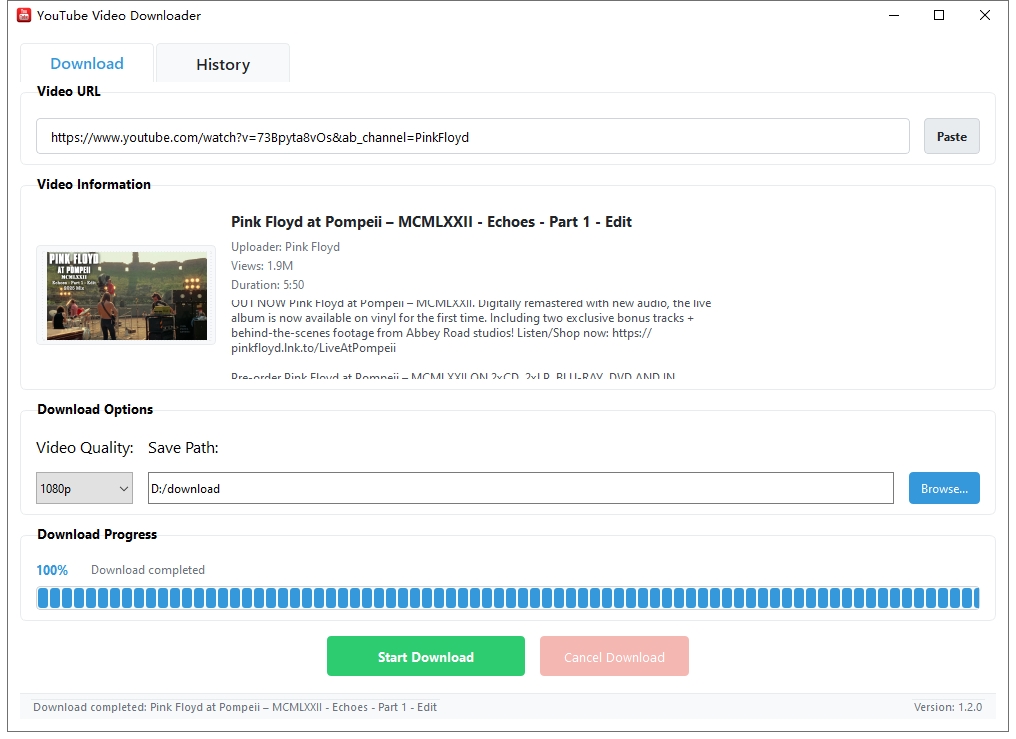 YouTube Video Downloader
Download
History
Video URL
https://www.youtube.com/watch?v=73Bpyta8vOs&ab_channel=PinkFloyd
Paste
Video Information
PINK FLOYD
AT POMPEII
MCMLXXII
Echoes - Part 1 - Edit
2025 Mix
Pink Floyd at Pompeii – MCMLXXII - Echoes - Part 1 - Edit
Uploader: Pink Floyd
Views: 1.9M
Duration: 5:50
OUT NOW Pink Floyd at Pompeii – MCMLXXII. Digitally remastered with new audio, the live
album is now available on vinyl for the first time. Including two exclusive bonus tracks +
behind-the-scenes footage from Abbey Road studios! Listen/Shop now: https://
pinkfloyd.lnk.to/LiveAtPompeii
Pre-order Pink Floyd at Pompeii – MCMLXXII ON 2xCD, 2xLP, BLU-RAY, DVD AND IN
Download Options
Video Quality:
Save Path:
1080p
D:/download
Browse...
Download Progress
100%
Download completed
Start Download
Cancel Download
Download completed: Pink Floyd at Pompeii – MCMLXXII - Echoes - Part 1 - Edit
Version: 1.2.0